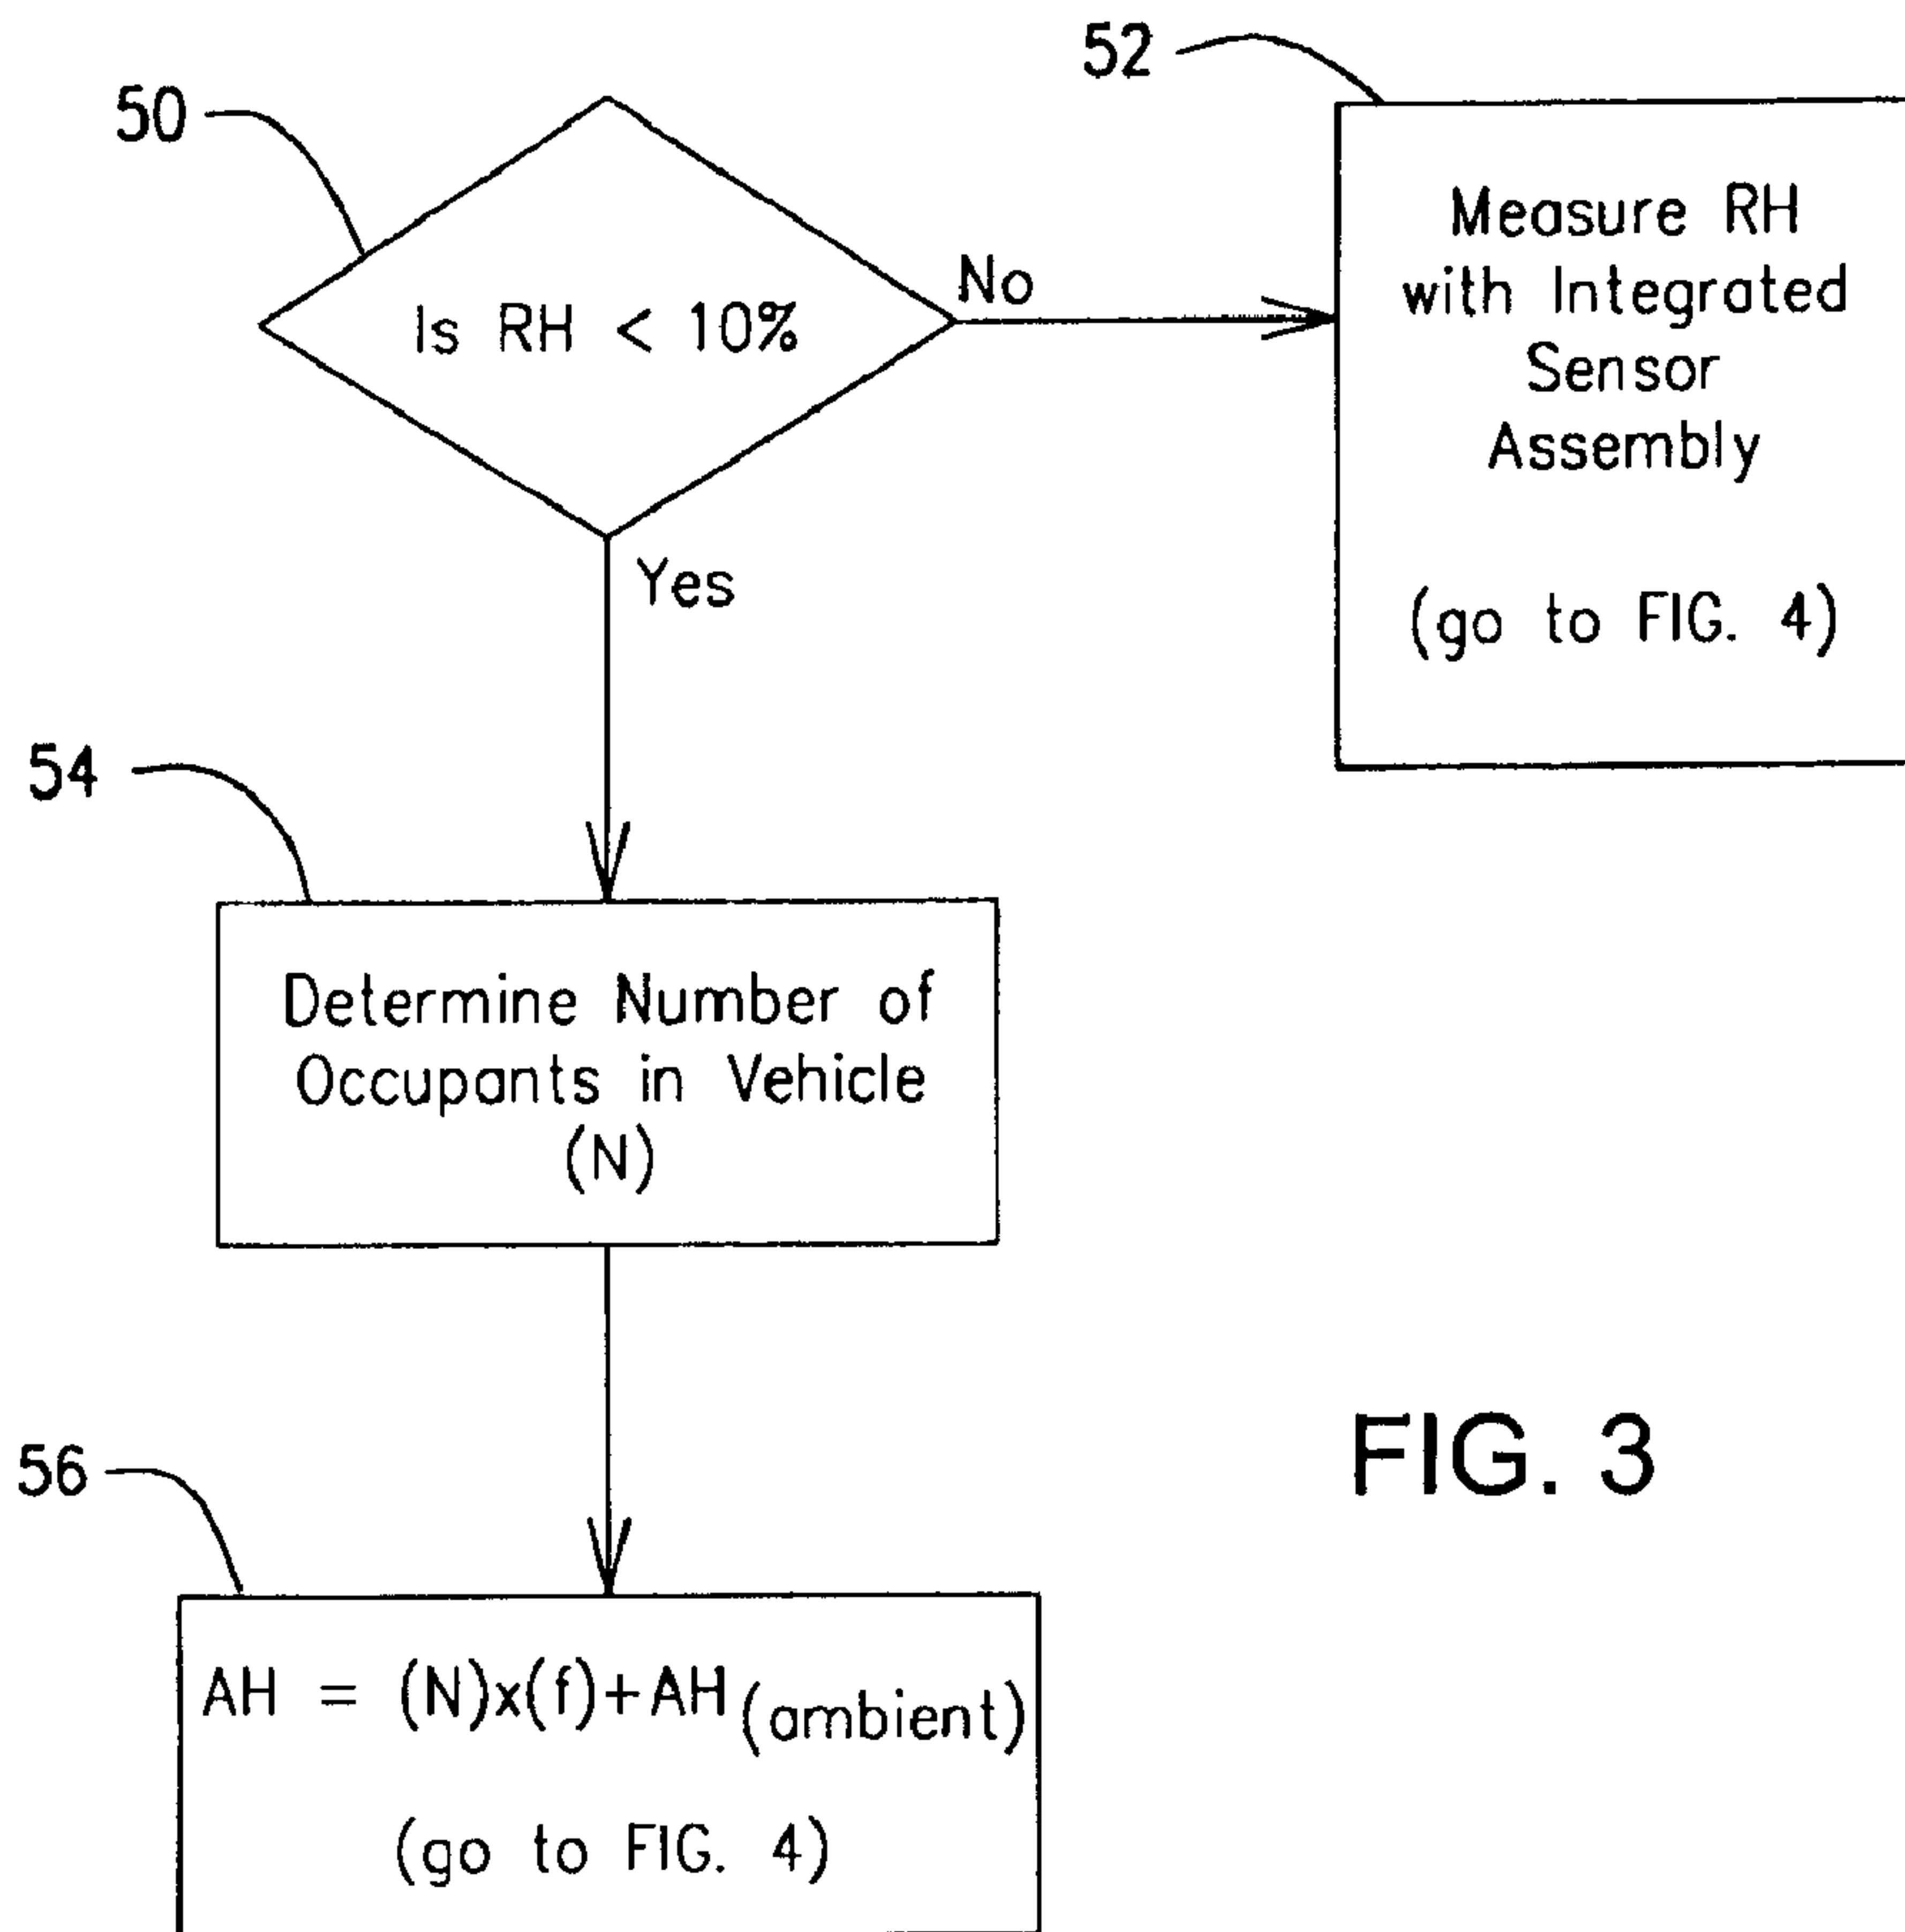 50
Is RH < 10%
No
52
Measure RH
with Integrated
Sensor
Assembly
(go to FIG. 4)
Yes
54
Determine Number of
Occupants in Vehicle
(N)
56
AH = (N)x(f)+AH(ambient)
(go to FIG. 4)
FIG. 3